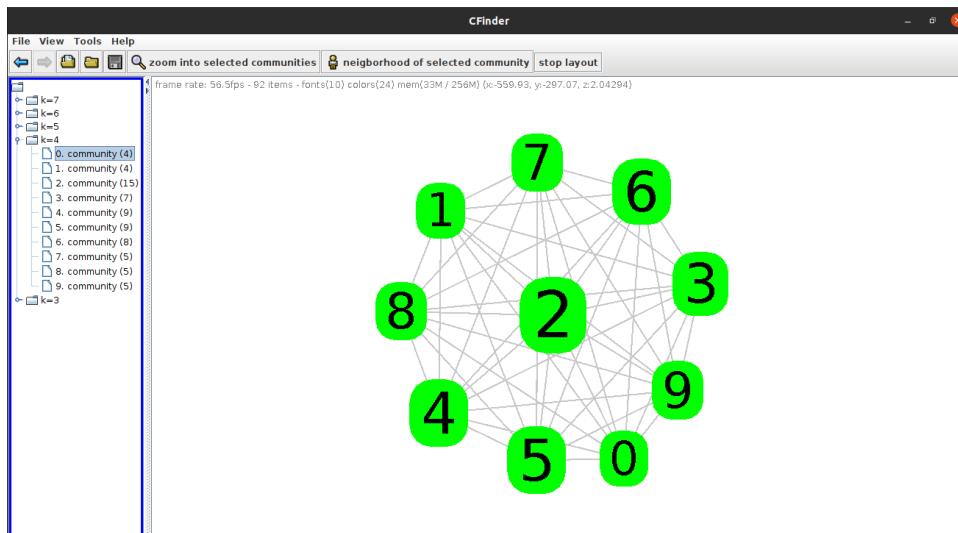 CFinder
File View Tools Help
zoom into selected communities neigborhood of selected community stop layout
frame rate: 56.5fps - 92 items - fonts(10) colors(24) mem(33M / 256M) (x:-559.93, y:-297.07, z:2.04294)
k=7
k=6
k=5
k=4
0. community (4)
1. community (4)
2. community (15)
3. community (7)
4. community (9)
5. community (9)
6. community (8)
7. community (5)
8. community (5)
9. community (5)
k=3
7
6
1
3
8
2
9
4
5
0